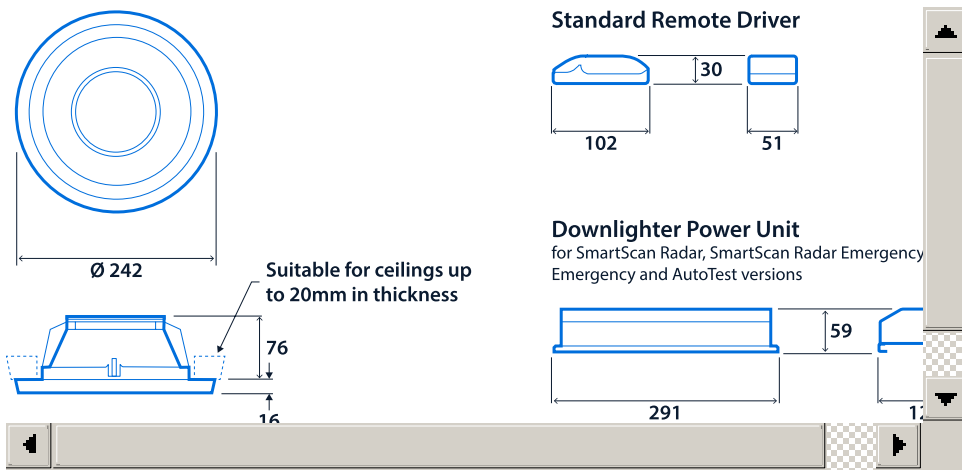 Standard Remote Driver
30
102
51
Ø 242
Suitable for ceilings up
to 20mm in thickness
76
16
Downlighter Power Unit
for SmartScan Radar, SmartScan Radar Emergency
Emergency and AutoTest versions
59
291